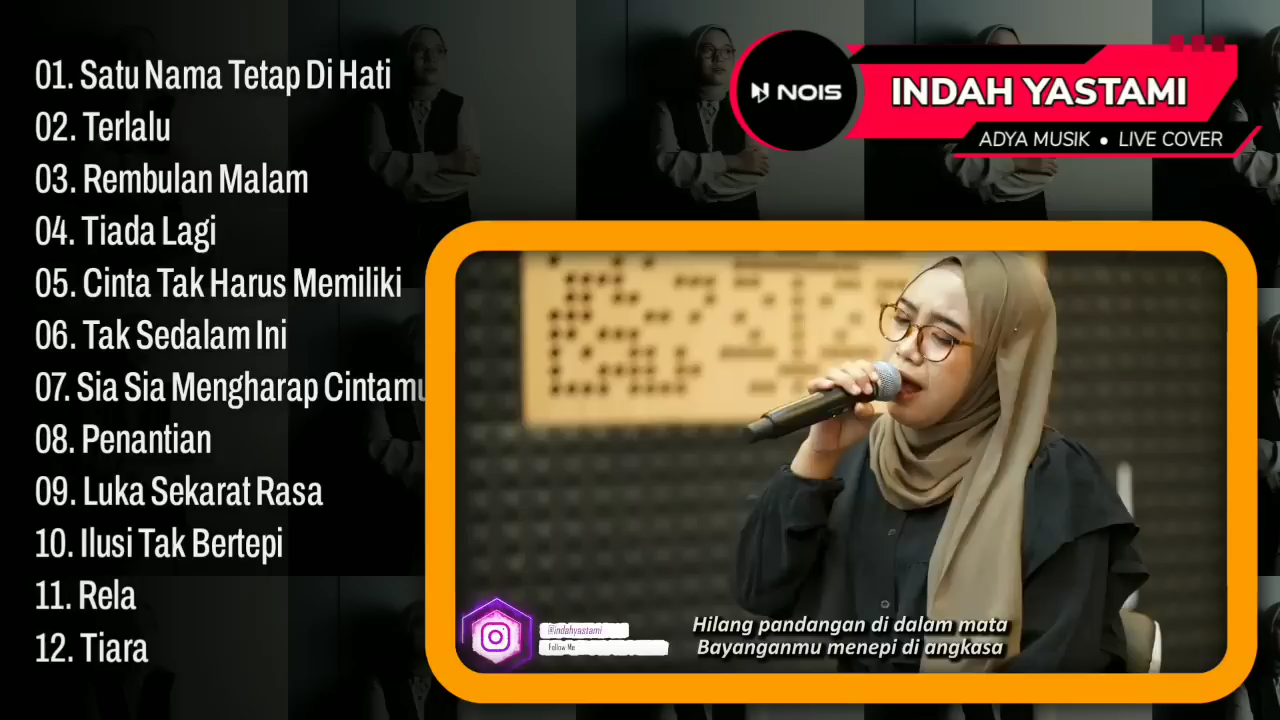 01. Satu Nama Tetap Di Hati
02. Terlalu
03. Rembulan Malam
04. Tiada Lagi
05. Cinta Tak Harus Memiliki
06. Tak Sedalam Ini
07. Sia Sia Mengharap Cintamu
08. Penantian
09. Luka Sekarat Rasa
10. Ilusi Tak Bertepi
11. Rela
12. Tiara
NOIS
INDAH YASTAMI
ADYA MUSIK • LIVE COVER
@indahyastami
Follow Me
Hilang pandangan di dalam mata
Bayanganmu menepi di angkasa